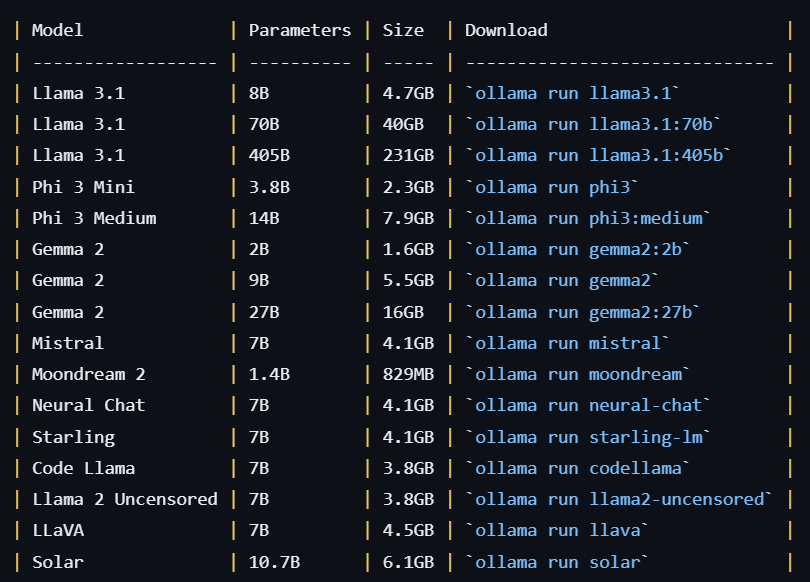 | Model              | Parameters | Size  | Download                       |
| ------------------ | ---------- | ----- | ------------------------------ |
| Llama 3.1          | 8B         | 4.7GB | `ollama run llama3.1`          |
| Llama 3.1          | 70B        | 40GB  | `ollama run llama3.1:70b`      |
| Llama 3.1          | 405B       | 231GB | `ollama run llama3.1:405b`     |
| Phi 3 Mini         | 3.8B       | 2.3GB | `ollama run phi3`              |
| Phi 3 Medium       | 14B        | 7.9GB | `ollama run phi3:medium`       |
| Gemma 2            | 2B         | 1.6GB | `ollama run gemma2:2b`         |
| Gemma 2            | 9B         | 5.5GB | `ollama run gemma2`            |
| Gemma 2            | 27B        | 16GB  | `ollama run gemma2:27b`        |
| Mistral            | 7B         | 4.1GB | `ollama run mistral`           |
| Moondream 2        | 1.4B       | 829MB | `ollama run moondream`         |
| Neural Chat        | 7B         | 4.1GB | `ollama run neural-chat`       |
| Starling           | 7B         | 4.1GB | `ollama run starling-lm`       |
| Code Llama         | 7B         | 3.8GB | `ollama run codellama`         |
| Llama 2 Uncensored | 7B         | 3.8GB | `ollama run llama2-uncensored` |
| LLaVA              | 7B         | 4.5GB | `ollama run llava`             |
| Solar              | 10.7B      | 6.1GB | `ollama run solar`             |